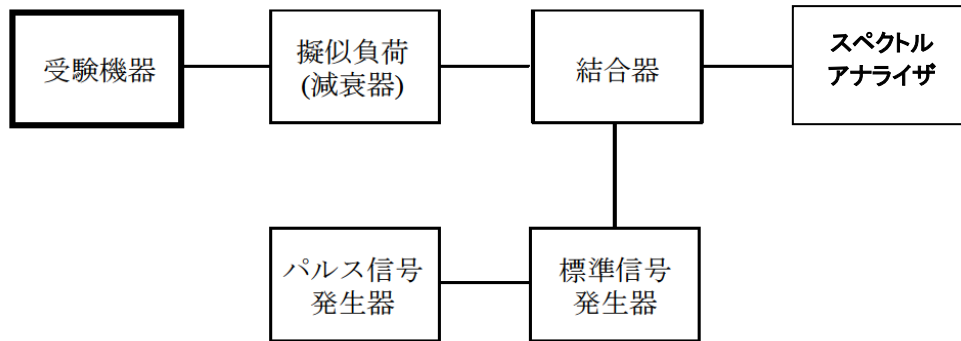 受験機器
擬似負荷
(減衰器)
結合器
スペクトル
アナライザ
パルス信号
発生器
標準信号
発生器